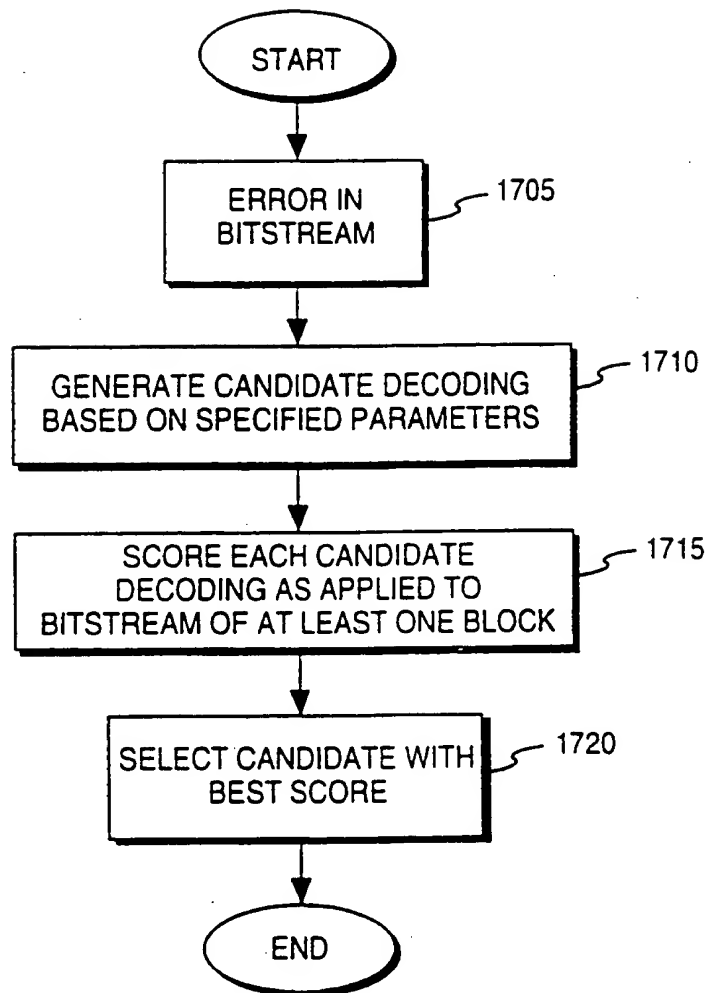 START
ERROR IN
BITSTREAM
1705
GENERATE CANDIDATE DECODING
BASED ON SPECIFIED PARAMETERS
1710
SCORE EACH CANDIDATE
DECODING AS APPLIED TO
BITSTREAM OF AT LEAST ONE BLOCK
1715
SELECT CANDIDATE WITH
BEST SCORE
1720
END